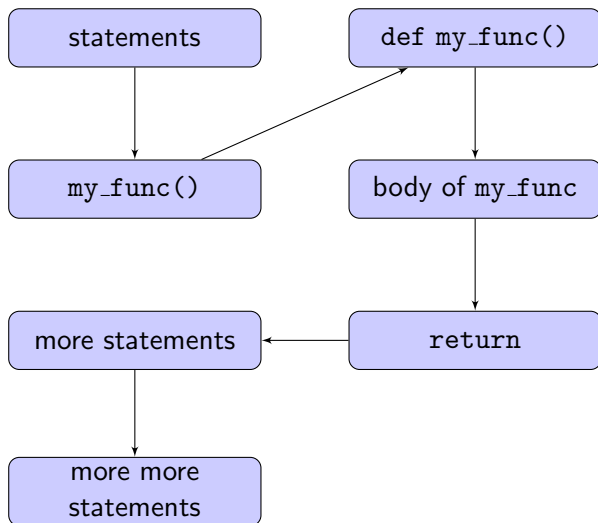 statements
def my_func()
my_func()
body of my_func
more statements
return
more more
statements